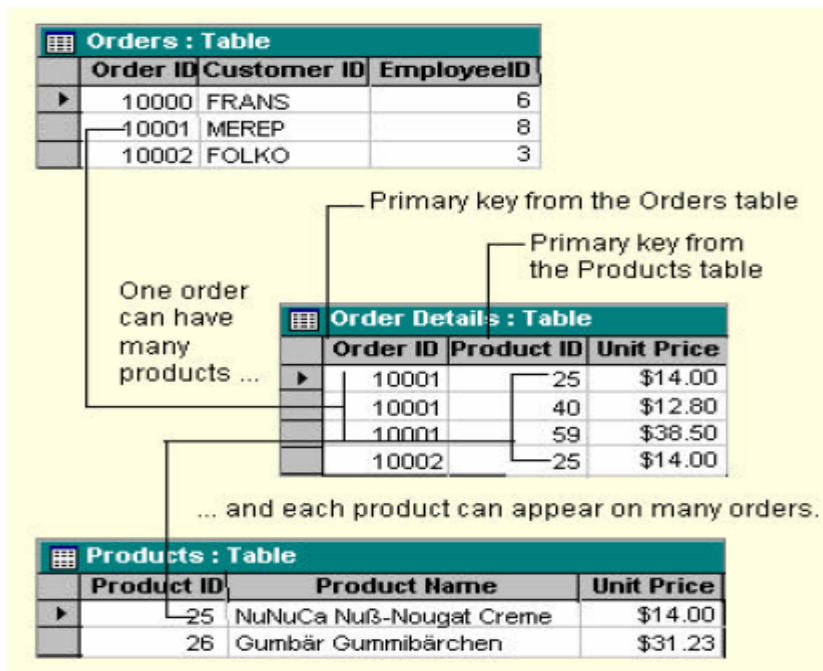 Orders : Table
Order ID Customer ID EmployeeID
10000 FRANS 6
10001 MEREP 8
10002 FOLKO 3
Primary key from the Orders table
Primary key from
the Products table
One order
can have
many
products ...
Order Details : Table
Order ID Product ID Unit Price
10001 25 $14.00
10001 40 $12.80
10001 59 $38.50
10002 25 $14.00
... and each product can appear on many orders.
Products : Table
Product ID Product Name Unit Price
25 NuNuCa Nuß-Nougat Creme $14.00
26 Gumbär Gummibärchen $31.23